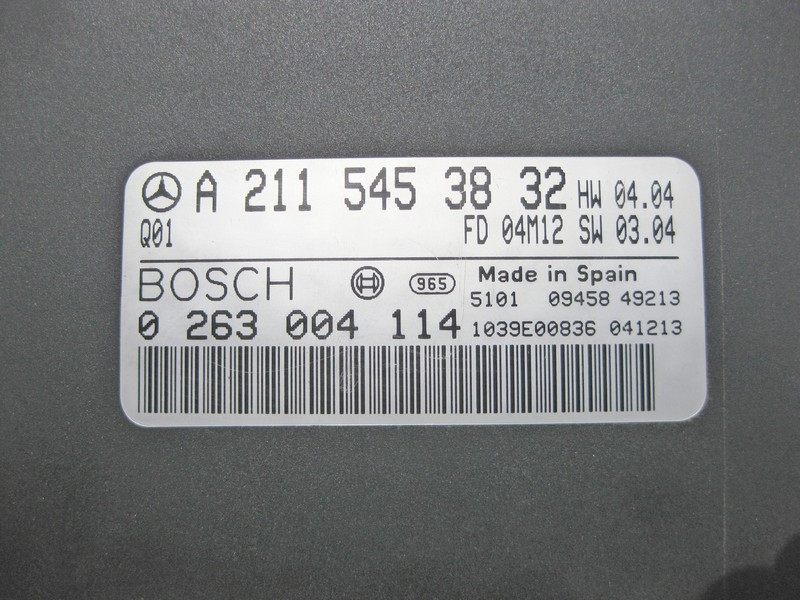 A 211 545 38 32 HW 04.04
Q01 FD 04M12 SW 03.04
BOSCH 965 Made in Spain
5101 09458 49213
0 263 004 114 1039E00836 041213